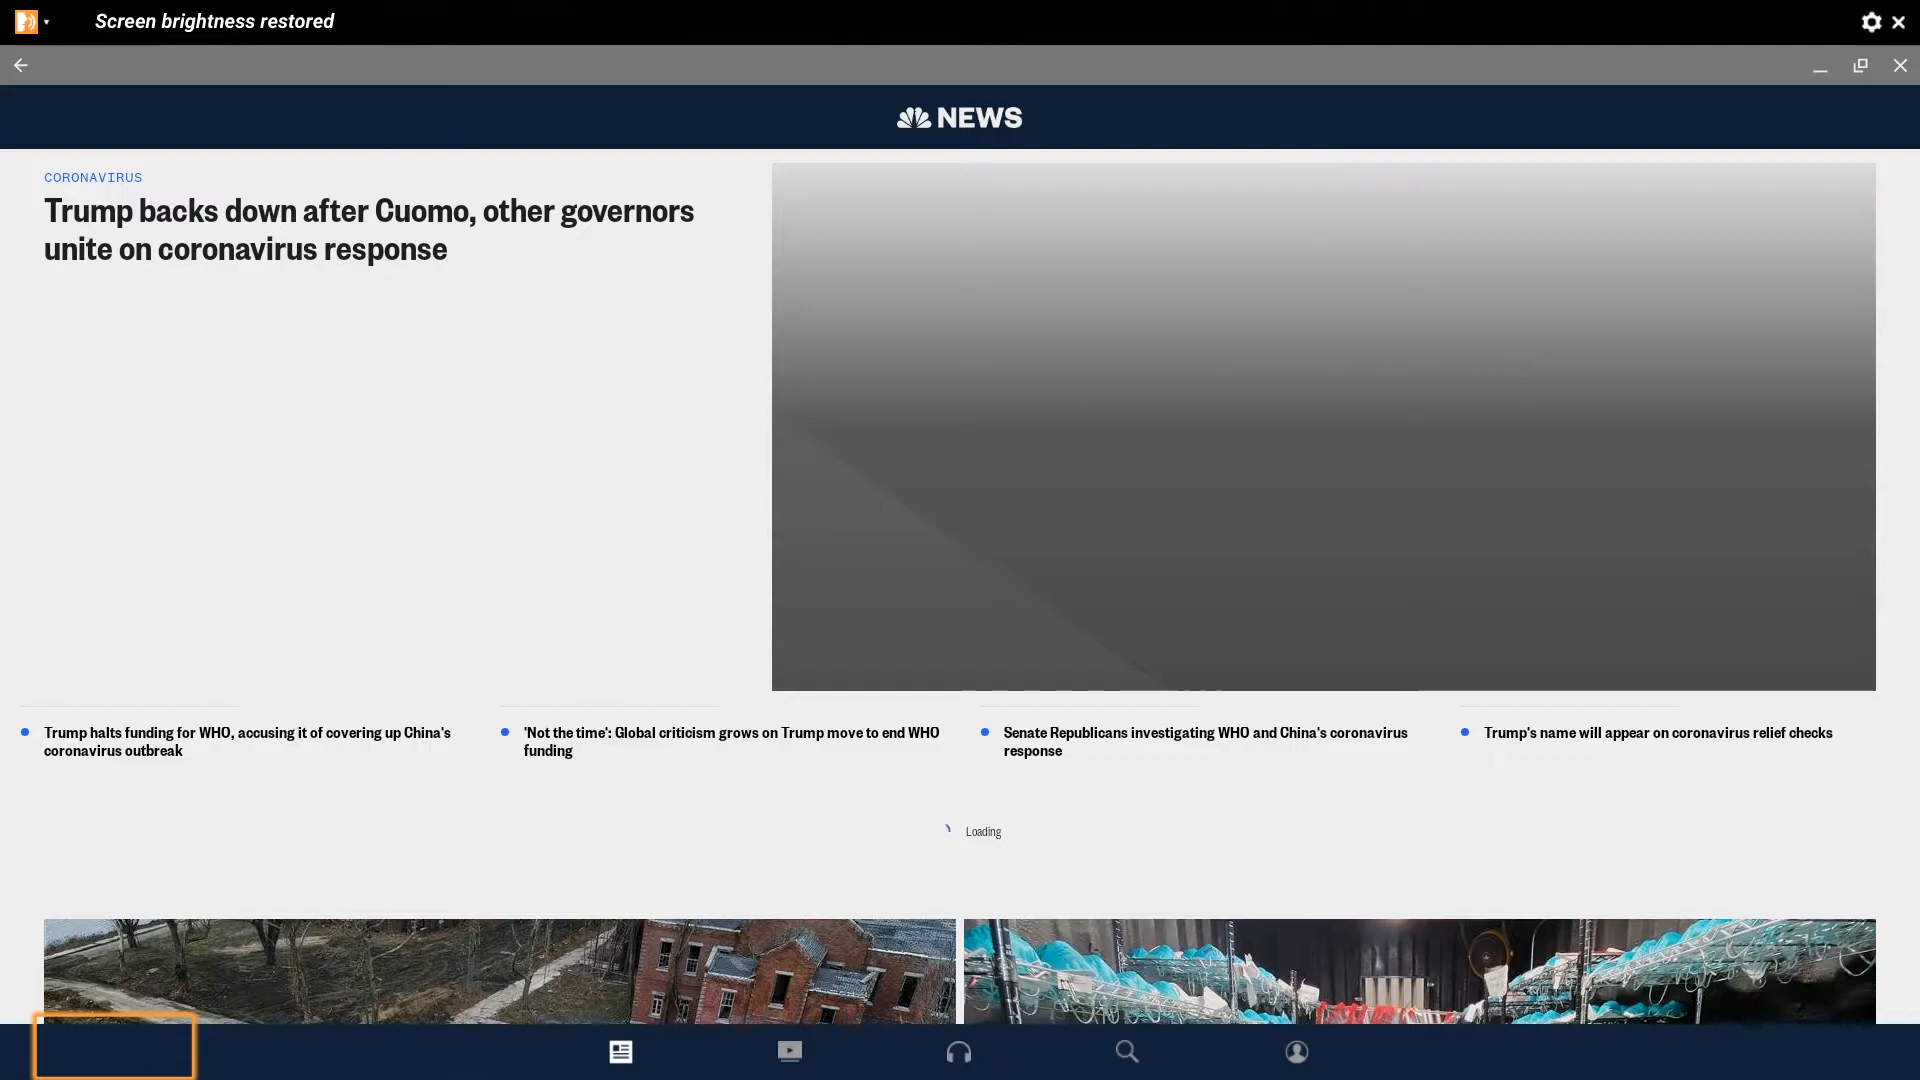 Screen brightness restored
NEWS
CORONAVIRUS
Trump backs down after Cuomo, other governors
unite on coronavirus response
Trump halts funding for WHO, accusing it of covering up China's
coronavirus outbreak
'Not the time': Global criticism grows on Trump move to end WHO
funding
Senate Republicans investigating WHO and China's coronavirus
response
Trump's name will appear on coronavirus relief checks
Loading